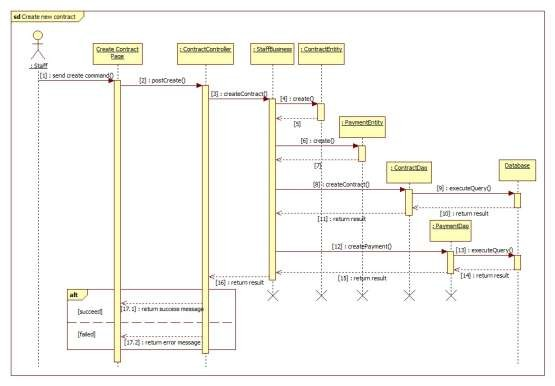 sd Create new contract
: Staff
Create Contract
Page
: ContractController
: StaffBusiness
: ContractEntity
[1] : send create command()
[2] : postCreate()
[3] : createContract()
[4] : create()
[5]
: PaymentEntity
[6] : create()
[7]
: ContractDao
Database
[8] : createContract()
[9] : executeQuery()
[10] : return result
[11] : return result
: PaymentDao
[12] : createPayment()
[13] : executeQuery()
[14] : return result
[15] : return result
[16] : return result
alt
[succeed]
[17.1] : return success message
[failed]
[17.2] : return error message